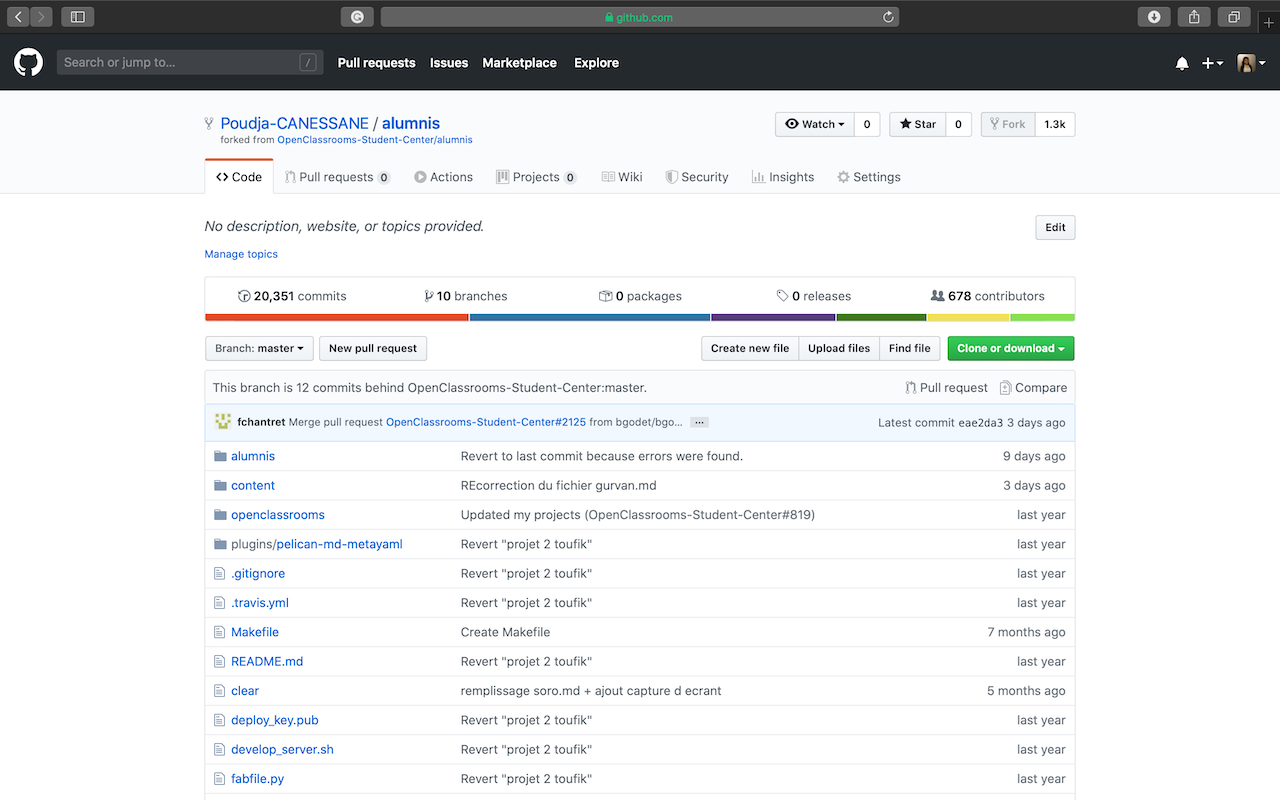 github.com
Search or jump to... / Pull requests Issues Marketplace Explore
Poudja-CANESSANE / alumnis Watch 0 Star 0 Fork 1.3k
forked from OpenClassrooms-Student-Center/alumnis
Code Pull requests 0 Actions Projects 0 Wiki Security Insights Settings
No description, website, or topics provided. Edit
Manage topics
20,351 commits 10 branches 0 packages 0 releases 678 contributors
Branch: master New pull request Create new file Upload files Find file Clone or download
This branch is 12 commits behind OpenClassrooms-Student-Center:master. Pull request Compare
fchantret Merge pull request OpenClassrooms-Student-Center#2125 from bgodet/bgo... ... Latest commit eae2da3 3 days ago
alumnis Revert to last commit because errors were found. 9 days ago
content REcorrection du fichier gurvan.md 3 days ago
openclassrooms Updated my projects (OpenClassrooms-Student-Center#819) last year
plugins/pelican-md-metayaml Revert "projet 2 toufik" last year
.gitignore Revert "projet 2 toufik" last year
.travis.yml Revert "projet 2 toufik" last year
Makefile Create Makefile 7 months ago
README.md Revert "projet 2 toufik" last year
clear remplissage soro.md + ajout capture d ecrant 5 months ago
deploy_key.pub Revert "projet 2 toufik" last year
develop_server.sh Revert "projet 2 toufik" last year
fabfile.py Revert "projet 2 toufik" last year